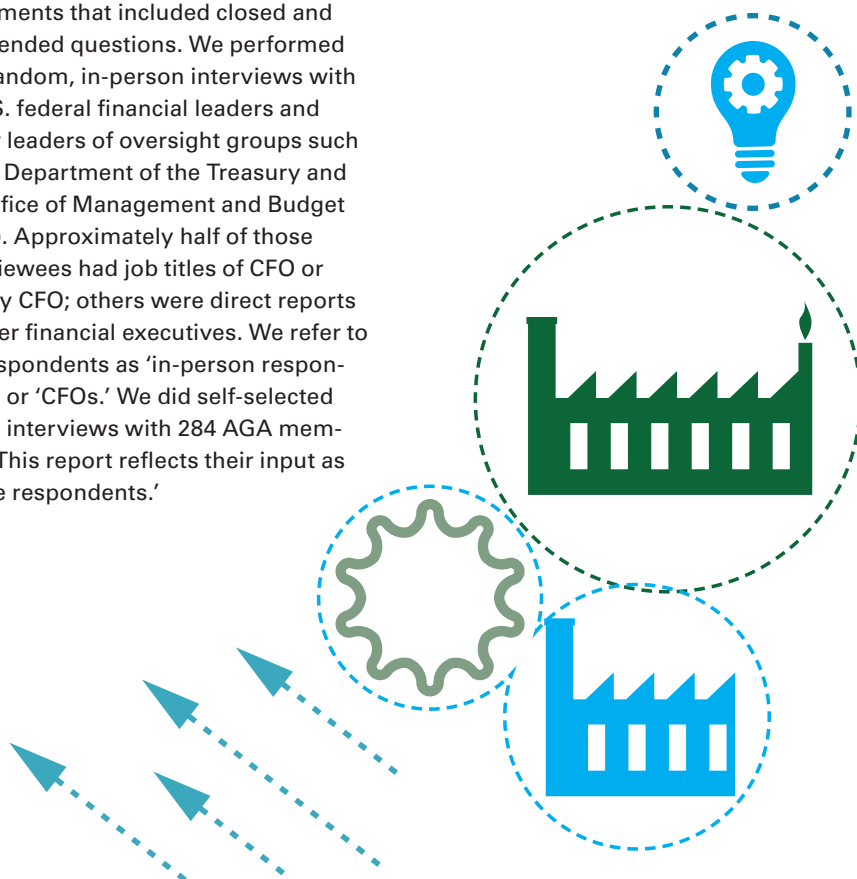 ments that included closed and
ended questions. We performed
andom, in-person interviews with
S. federal financial leaders and
leaders of oversight groups such
Department of the Treasury and
fice of Management and Budget
. Approximately half of those
viewees had job titles of CFO or
y CFO; others were direct reports
er financial executives. We refer to
spondents as ‘in-person respon-
or ‘CFOs.’ We did self-selected
interviews with 284 AGA mem-
This report reflects their input as
e respondents.’